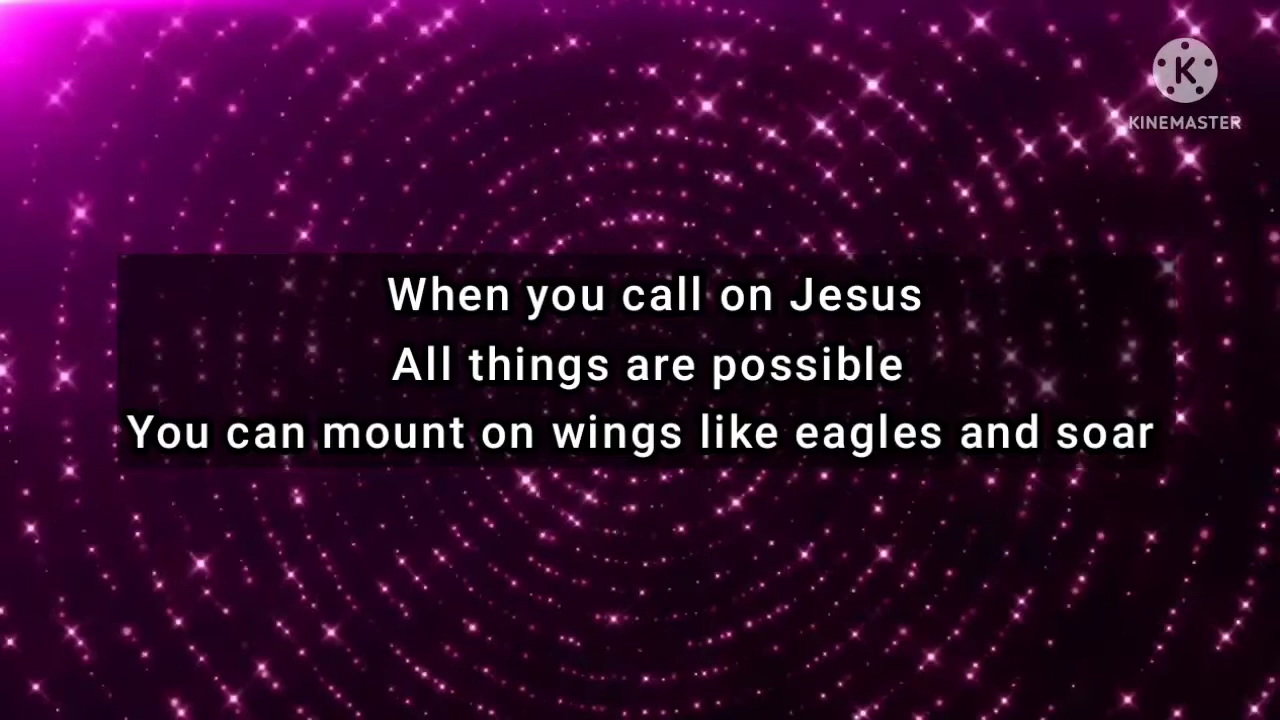 K
KINEMASTER
When you call on Jesus
All things are possible
You can mount on wings like eagles and soar